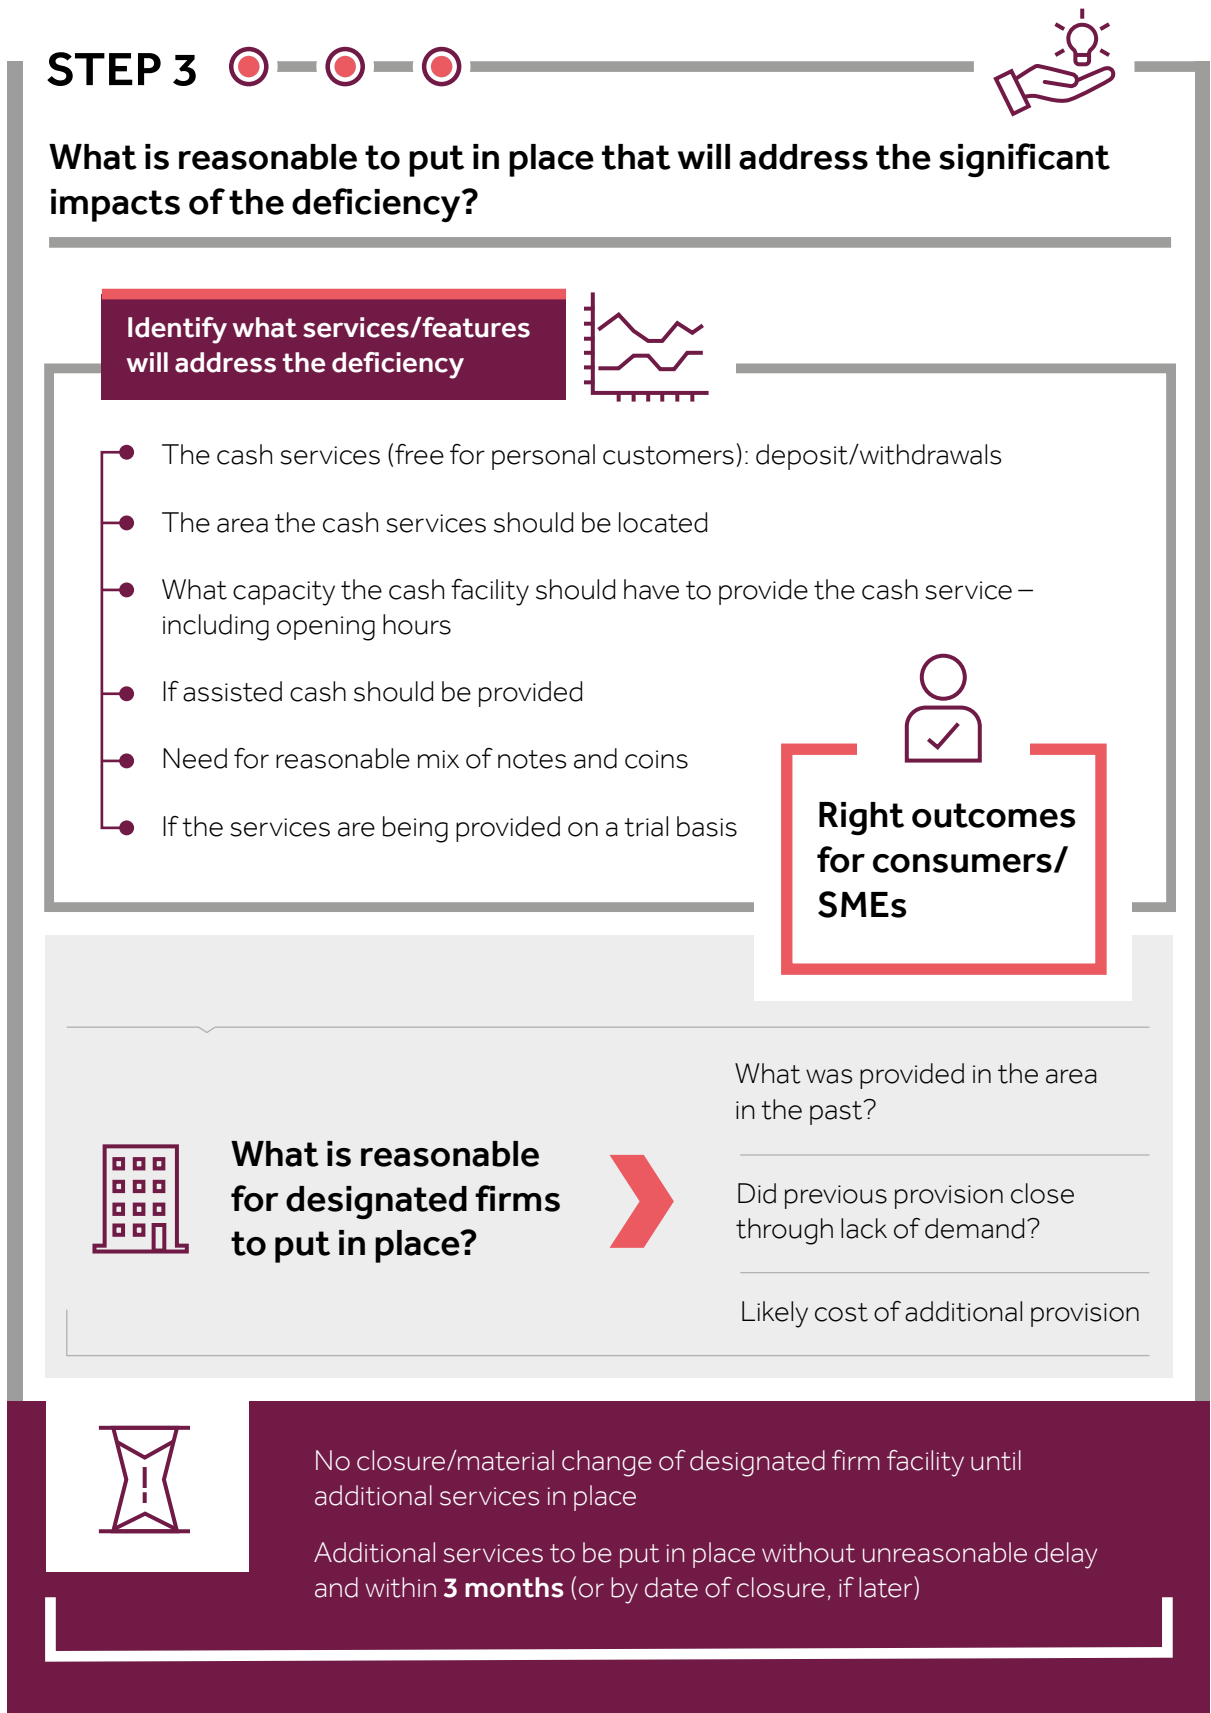 STEP 3
What is reasonable to put in place that will address the significant
impacts of the deficiency?
Identify what services/features
will address the deficiency
The cash services (free for personal customers): deposit/withdrawals
The area the cash services should be located
What capacity the cash facility should have to provide the cash service –
including opening hours
If assisted cash should be provided
Need for reasonable mix of notes and coins
If the services are being provided on a trial basis
Right outcomes
for consumers/
SMEs
What is reasonable
for designated firms
to put in place?
What was provided in the area
in the past?
Did previous provision close
through lack of demand?
Likely cost of additional provision
No closure/material change of designated firm facility until
additional services in place
Additional services to be put in place without unreasonable delay
and within 3 months (or by date of closure, if later)